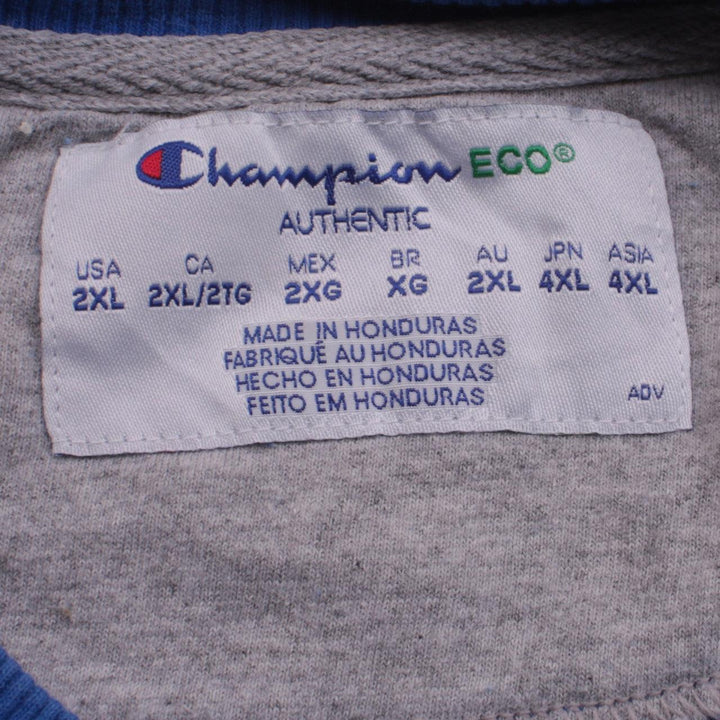 Champion ECO®
AUTHENTIC
USA CA MEX BR AU JPN ASIA
2XL 2XL/2TG 2XG XG 2XL 4XL 4XL
MADE IN HONDURAS
FABRIQUÉ AU HONDURAS
HECHO EN HONDURAS
FEITO EM HONDURAS
ADV